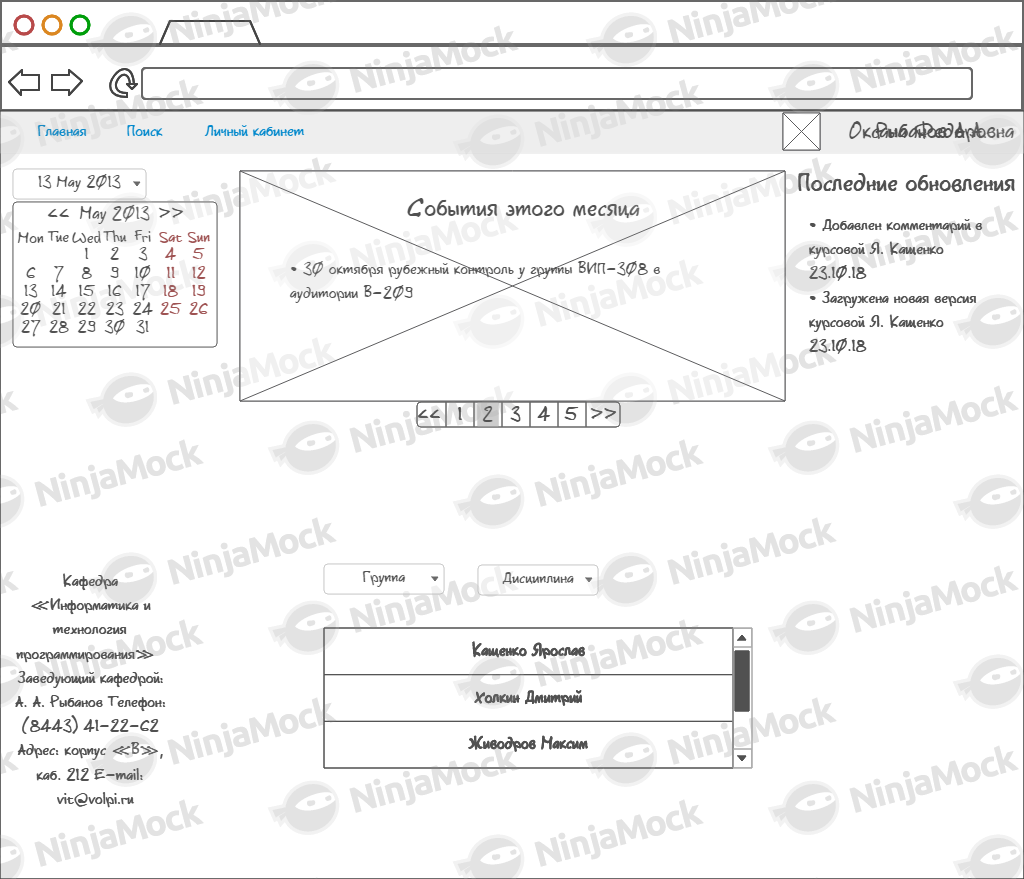 Главная Поиск Личный кабинет
13 May 2013
<< May 2013 >>
Mon Tue Wed Thu Fri Sat Sun
1 2 3 4 5
6 7 8 9 10 11 12
13 14 15 16 17 18 19
20 21 22 23 24 25 26
27 28 29 30 31
События этого месяца
• 30 октября рубежный контроль у группы ВИП-308 в
аудитории В-209
<< 1 2 3 4 5 >>
Последние обновления
• Добавлен комментарий в
курсовой Я. Кащенко
23.10.18
• Загружена новая версия
курсовой Я. Кащенко
23.10.18
Кафедра
«Информатика и
технология
программирования»
Заведующий кафедрой:
А. А. Рыбанов Телефон:
(8443) 41-22-62
Адрес: корпус «В»,
каб. 212 E-mail:
vit@volpi.ru
Группа Дисциплина
Кащенко Ярослав
Холкин Дмитрий
Живодров Максим
NinjaMock